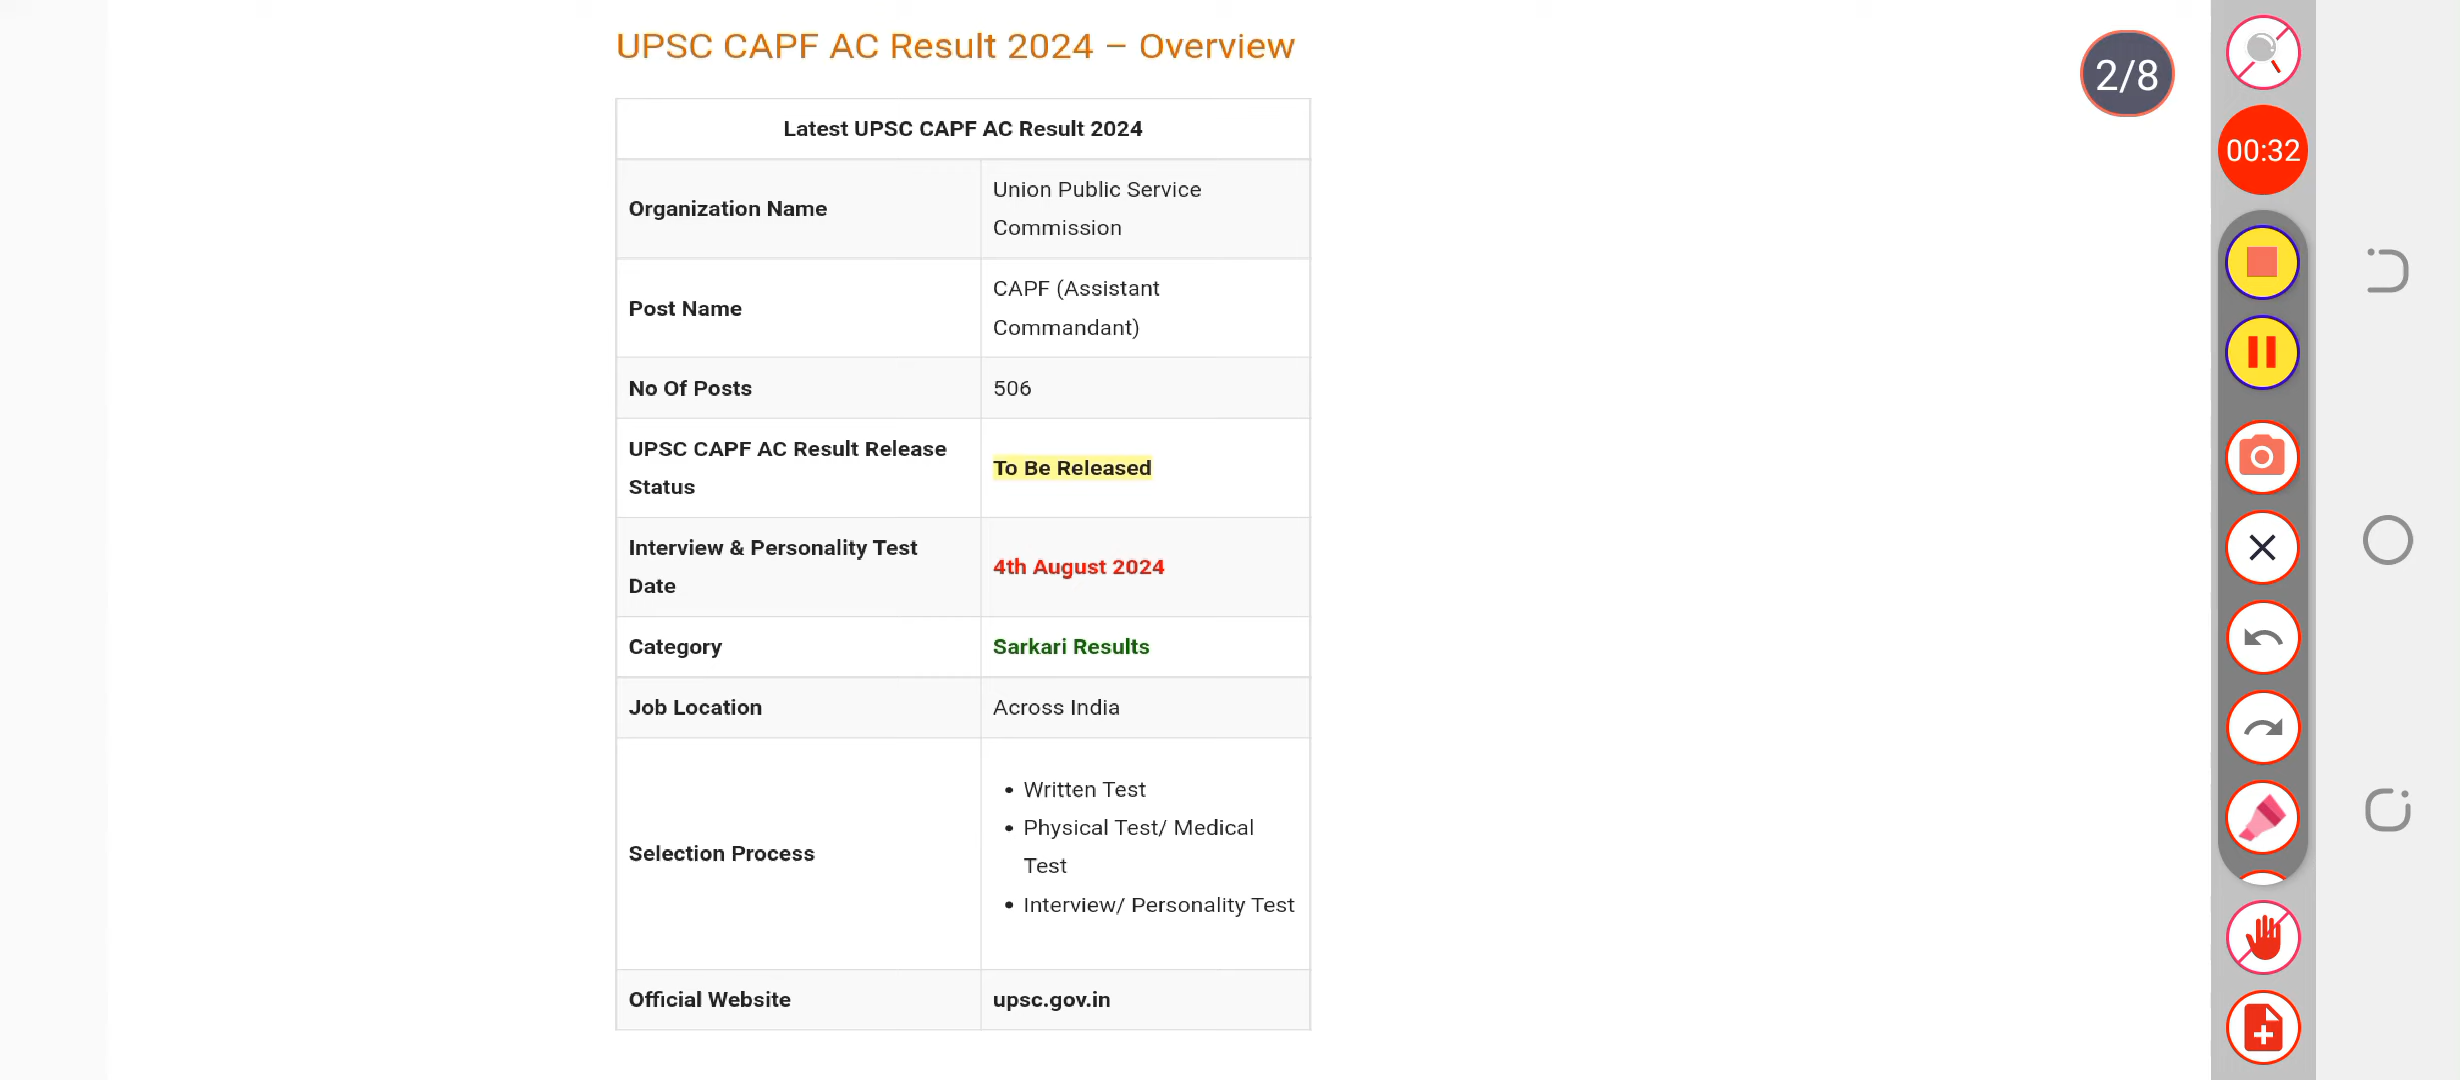 UPSC CAPF AC Result 2024 – Overview
2/8
00:32
Latest UPSC CAPF AC Result 2024
Organization Name
Union Public Service
Commission
Post Name
CAPF (Assistant
Commandant)
No Of Posts
506
UPSC CAPF AC Result Release
Status
To Be Released
Interview & Personality Test
Date
4th August 2024
Category
Sarkari Results
Job Location
Across India
Selection Process
• Written Test
• Physical Test/ Medical
Test
• Interview/ Personality Test
Official Website
upsc.gov.in